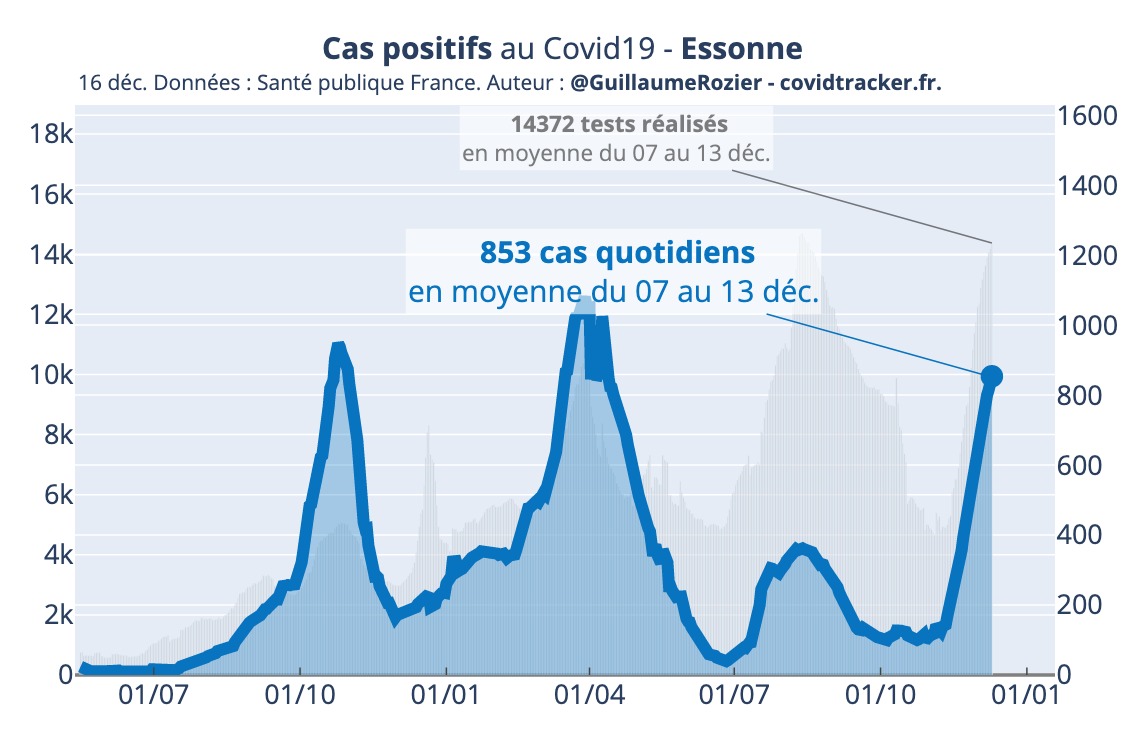 Cas positifs au Covid19 - Essonne
16 déc. Données : Santé publique France. Auteur : @GuillaumeRozier - covidtracker.fr.
14372 tests réalisés
en moyenne du 07 au 13 déc.
853 cas quotidiens
en moyenne du 07 au 13 déc.
18k
16k
14k
12k
10k
8k
6k
4k
2k
0
1600
1400
1200
1000
800
600
400
200
0
01/07 01/10 01/01 01/04 01/07 01/10 01/01